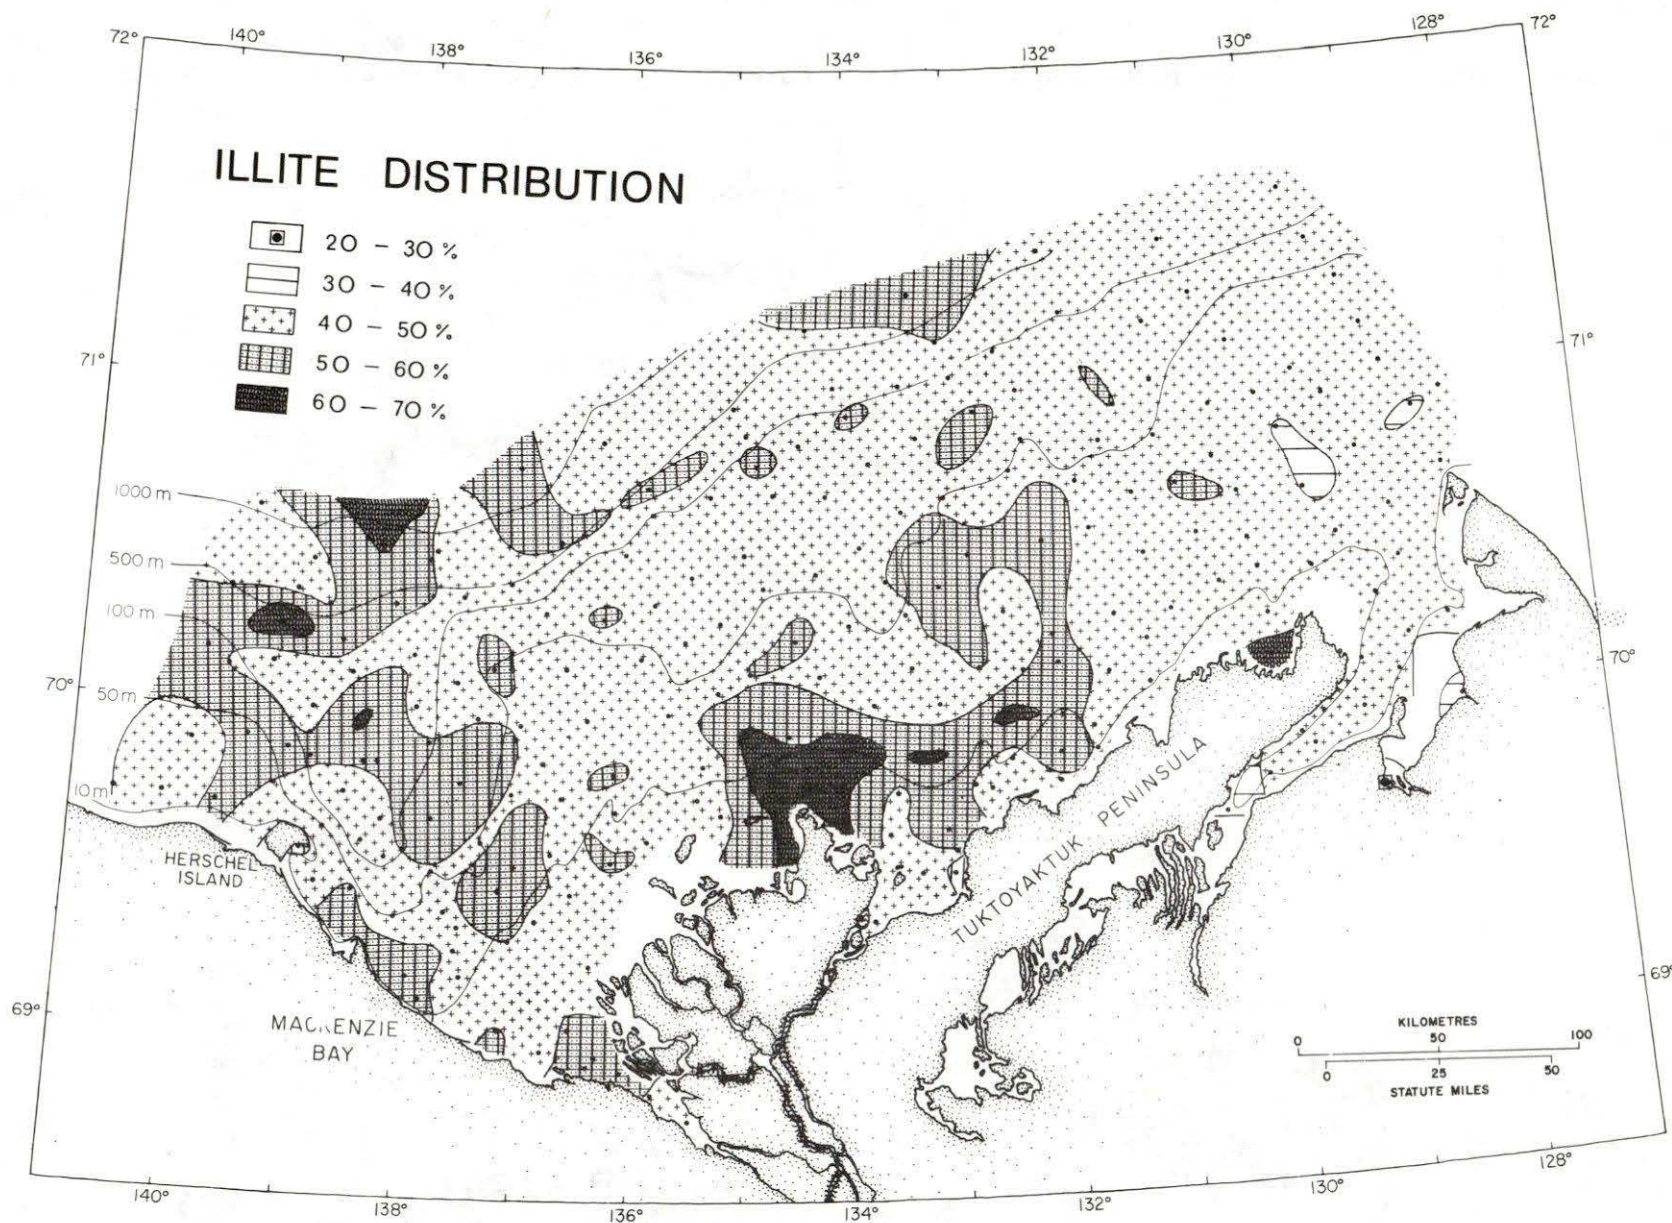 72° 140° 138° 136° 134° 132° 130° 128° 72°
ILLITE DISTRIBUTION
20 – 30 %
30 – 40 %
40 – 50 %
50 – 60 %
60 – 70 %
71° 71°
1000 m
500 m
100 m
70° 50 m 70°
10 m
HERSCHEL
ISLAND
TUKTOYAKTUK PENINSULA
69° 69°
MACKENZIE
BAY
KILOMETRES
0 50 100
0 25 50
STATUTE MILES
140° 138° 136° 134° 132° 130° 128°